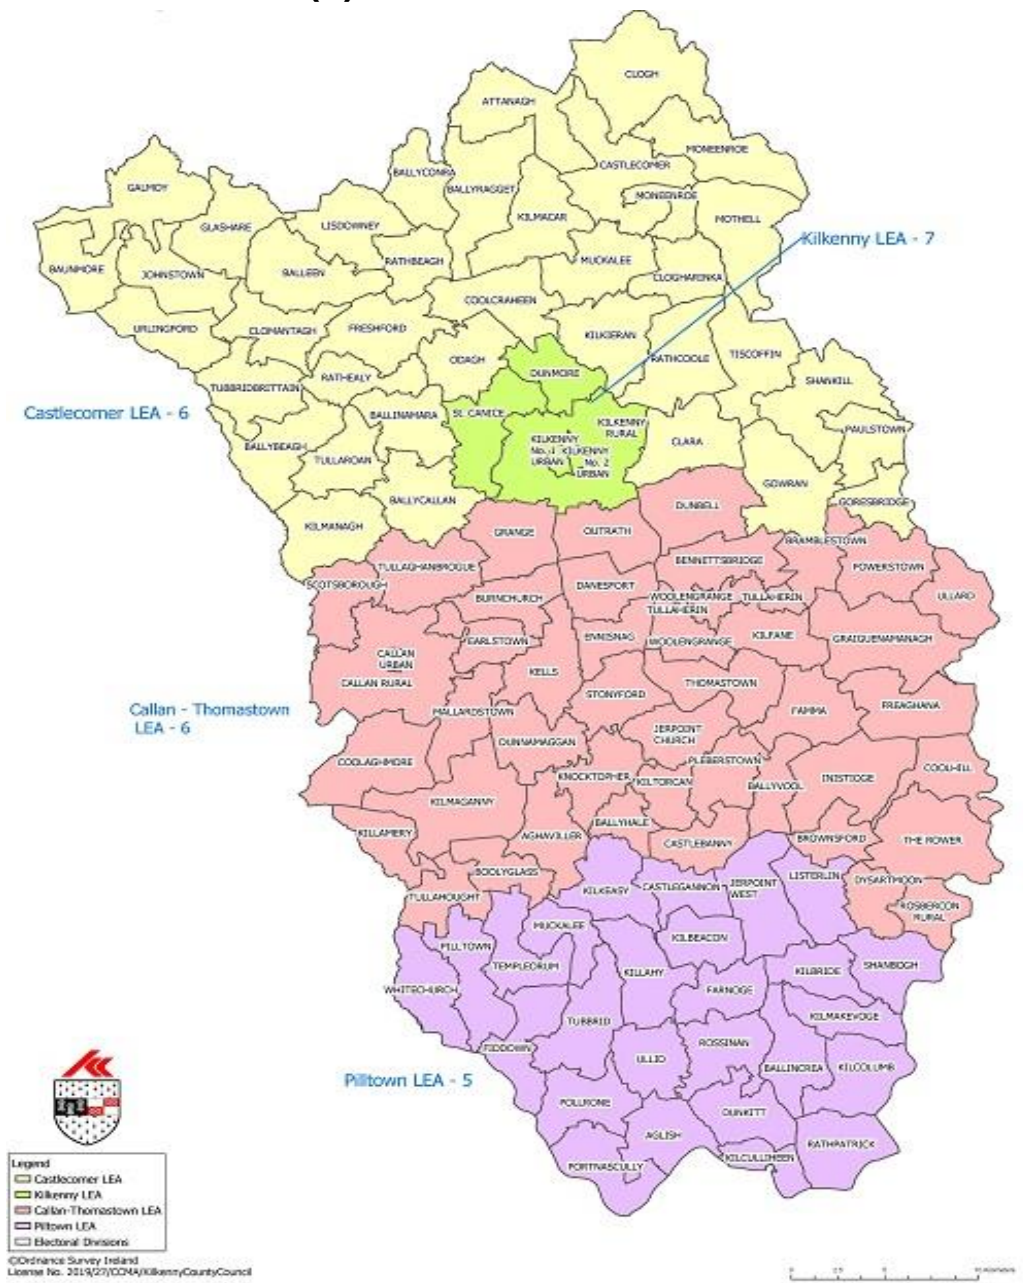 CLOGH
ATTANAGH
MONEENROE
CASTLECOMER
BALLYCONRA
BALLYRAGGET
GALMOY
MONEENROE
KILMACAR
MOTHELL
LISDOWNEY
GLASHARE
Kilkenny LEA - 7
RATHBEAGH
MUCKALEE
BAUNMORE
JOHNSTOWN
BALLEEN
CLOGHARINKA
COOLCRAHEEN
URLINGFORD
CLOMANTAGH
FRESHFORD
KILKIERAN
ODAGH
RATHCOOLE
TISCOFFIN
DUNMORE
RATHEALY
SHANKILL
TUBBRIDBRITTAIN
Castlecomer LEA - 6
BALLINAMARA
ST. CANICE
KILKENNY
RURAL
PAULSTOWN
BALLYBEAGH
KILKENNY
No. 1
URBAN
KILKENNY
No. 2
URBAN
CLARA
TULLAROAN
GOWRAN
BALLYCALLAN
GORESBRIDGE
DUNBELL
KILMANAGH
GRANGE
OUTRATH
BRAMBLESTOWN
TULLAGHANBROGUE
BENNETTSBRIDGE
POWERSTOWN
SCOTSBOROUGH
DANESFORT
BURNCHURCH
WOOLENGRANGE
TULLAHERIN
TULLAHERIN
ULLARD
EARLSTOWN
ENNISNAG
WOOLENGRANGE
KILFANE
GRAIGUENAMANAGH
CALLAN
URBAN
KELLS
CALLAN RURAL
STONYFORD
THOMASTOWN
Callan - Thomastown
LEA - 6
MALLARDSTOWN
FAMMA
FREAGHANA
JERPOINT
CHURCH
DUNNAMAGGAN
COOLAGHMORE
PLEBERSTOWN
KNOCKTOPHER
KILTORCAN
BALLYVOOL
INISTIOGE
COOLHILL
KILMAGANNY
BALLYHALE
KILLAMERY
AGHAVILLER
CASTLEBANNY
BROWNSFORD
THE ROWER
BOOLYGLASS
LISTERLIN
DYSARTMOON
TULLAHOUGHT
KILKEASY
CASTLEGANNON
JERPOINT
WEST
ROSBERCON
RURAL
MUCKALEE
PILLTOWN
KILBEACON
TEMPLEORUM
KILLAHY
KILBRIDE
SHANBOGH
WHITECHURCH
FARNOGE
TUBBRID
KILMAKEVOGE
FIDDOWN
ROSSINAN
ULLID
BALLINCREA
KILCOLUMB
Pilltown LEA - 5
POLLRONE
DUNKITT
AGLISH
RATHPATRICK
KILCULLIHEEN
PORTNASCULLY
Legend
Castlecomer LEA
Kilkenny LEA
Callan-Thomastown LEA
Piltown LEA
Electoral Divisions
©Ordnance Survey Ireland
License No. 2019/27/CCMA/KilkennyCountyCouncil
0 2.5 5 10 Kilometers